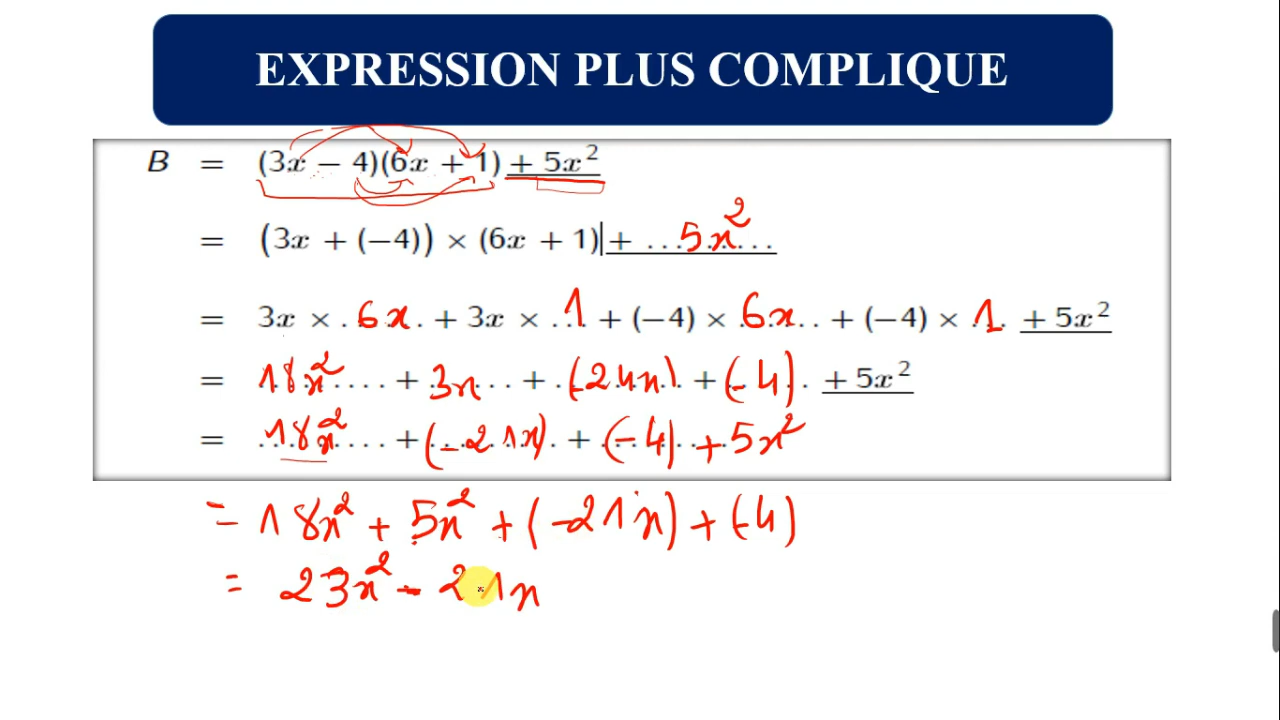 EXPRESSION PLUS COMPLIQUE
B = (3x − 4)(6x + 1) + 5x²
= (3x + (−4)) × (6x + 1) + ...5x²...
= 3x × . 6x . + 3x × ... 1 + (−4) × 6x .. + (−4) × 1 . + 5x²
= 18x² .... + 3x ... + (−24x) . + (−4) . + 5x²
= 18x² .... + (−21x) . + (−4) + 5x²
= 18x² + 5x² + (−21x) + (−4)
= 23x² − 21x